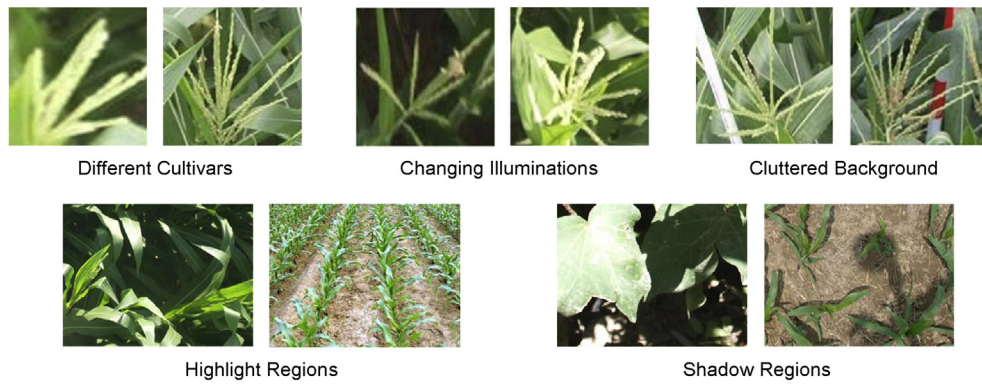 Different Cultivars
Changing Illuminations
Cluttered Background
Highlight Regions
Shadow Regions